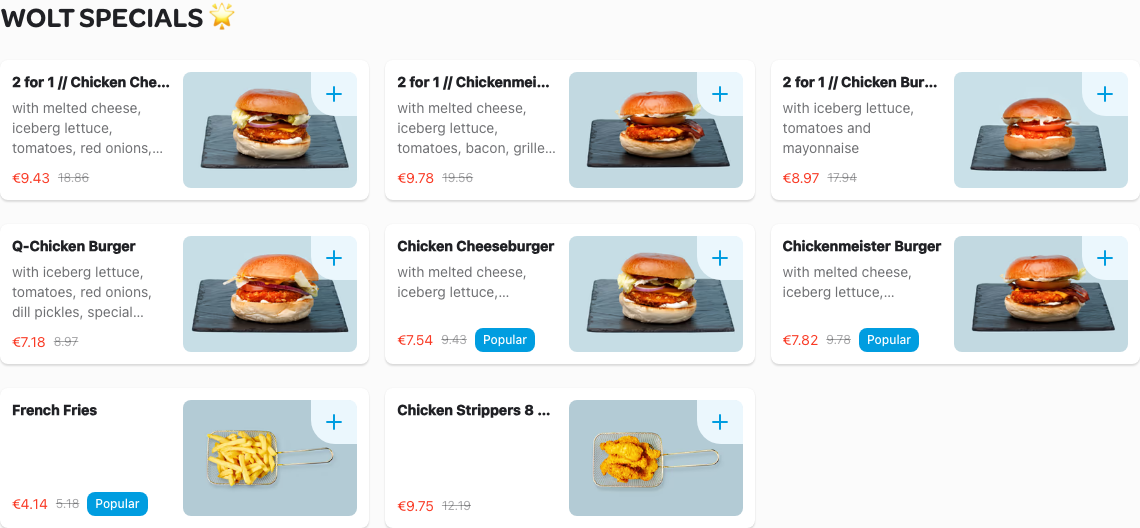 WOLT SPECIALS 🌟
2 for 1 // Chicken Che...
with melted cheese,
iceberg lettuce,
tomatoes, red onions,...
€9.43 18.86
2 for 1 // Chickenmei...
with melted cheese,
iceberg lettuce,
tomatoes, bacon, grille...
€9.78 19.56
2 for 1 // Chicken Bur...
with iceberg lettuce,
tomatoes and
mayonnaise
€8.97 17.94
Q-Chicken Burger
with iceberg lettuce,
tomatoes, red onions,
dill pickles, special...
€7.18 8.97
Chicken Cheeseburger
with melted cheese,
iceberg lettuce,...
€7.54 9.43 Popular
Chickenmeister Burger
with melted cheese,
iceberg lettuce,...
€7.82 9.78 Popular
French Fries
€4.14 5.18 Popular
Chicken Strippers 8 ...
€9.75 12.19